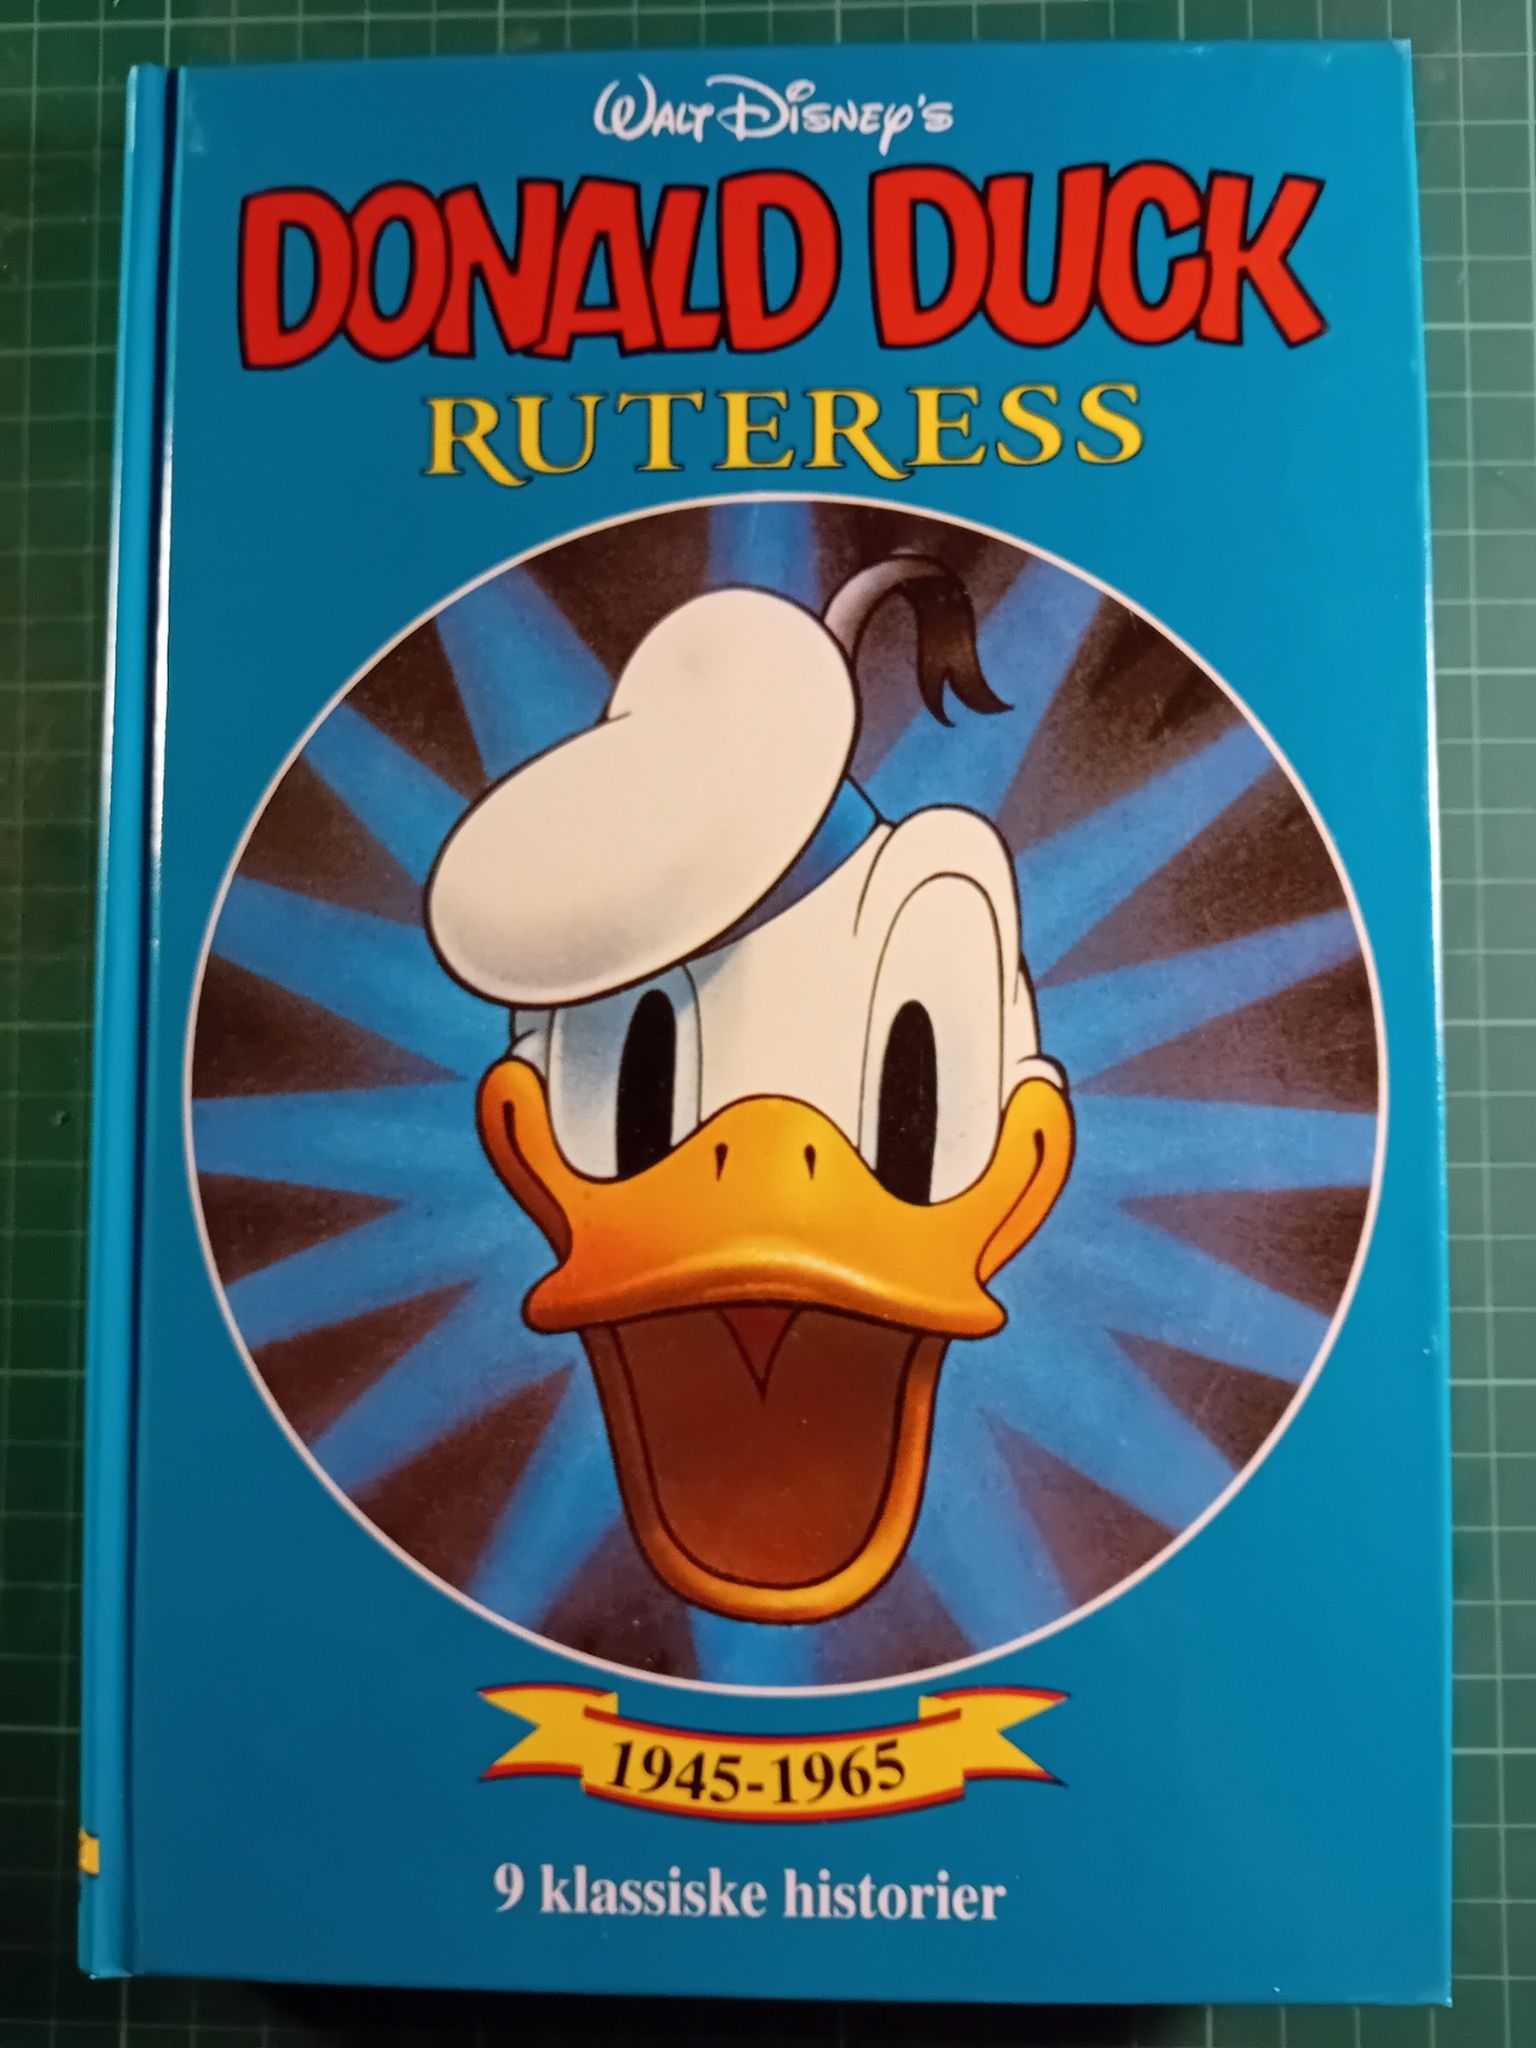 WALT DISNEY'S
DONALD DUCK
RUTERESS
1945-1965
9 klassiske historier